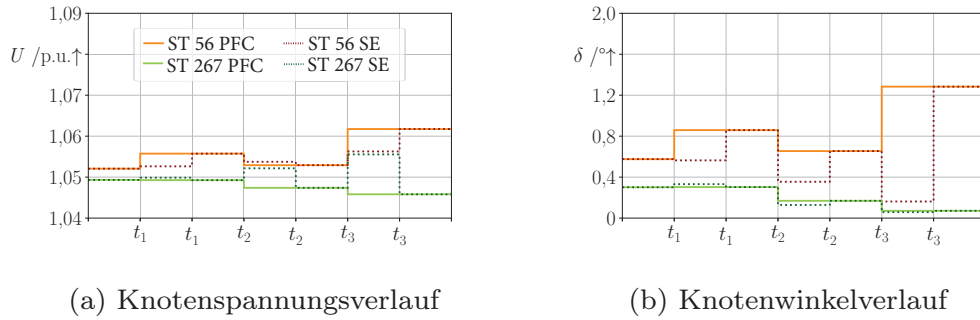 1,09
U /p.u.↑
ST 56 PFC
ST 56 SE
ST 267 PFC
ST 267 SE
1,07
1,06
1,05
1,04
t1 t1 t2 t2 t3 t3
(a) Knotenspannungsverlauf
2,0
δ /°↑
1,2
0,8
0,4
0
t1 t1 t2 t2 t3 t3
(b) Knotenwinkelverlauf